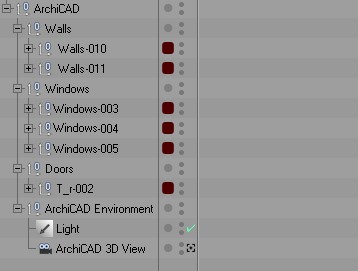 ArchiCAD
Walls
Walls-010
Walls-011
Windows
Windows-003
Windows-004
Windows-005
Doors
T_r-002
ArchiCAD Environment
Light
ArchiCAD 3D View